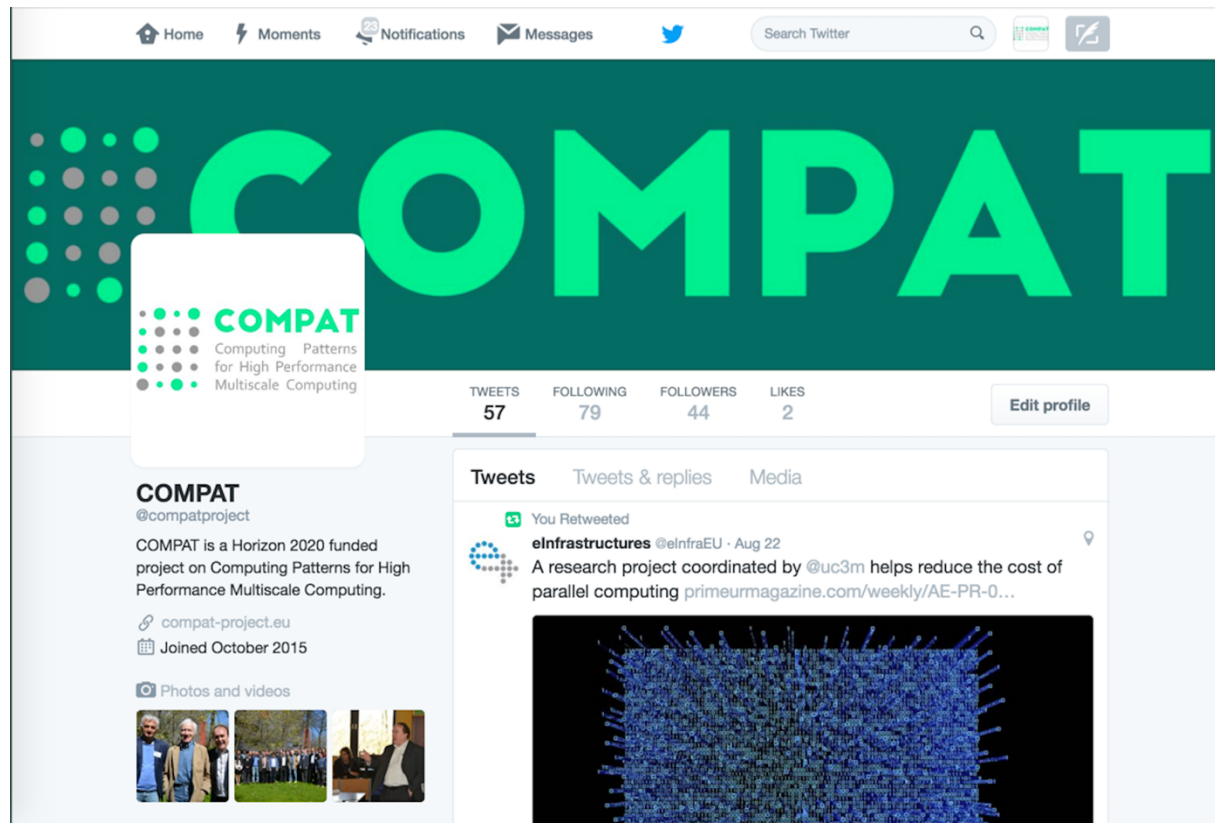 Home Moments 23 Notifications Messages Search Twitter
COMPAT
COMPAT
Computing Patterns
for High Performance
Multiscale Computing
TWEETS FOLLOWING FOLLOWERS LIKES
57 79 44 2
Edit profile
COMPAT
@compatproject
COMPAT is a Horizon 2020 funded
project on Computing Patterns for High
Performance Multiscale Computing.
compat-project.eu
Joined October 2015
Photos and videos
Tweets Tweets & replies Media
You Retweeted
eInfrastructures @eInfraEU · Aug 22
A research project coordinated by @uc3m helps reduce the cost of
parallel computing primeurmagazine.com/weekly/AE-PR-0…